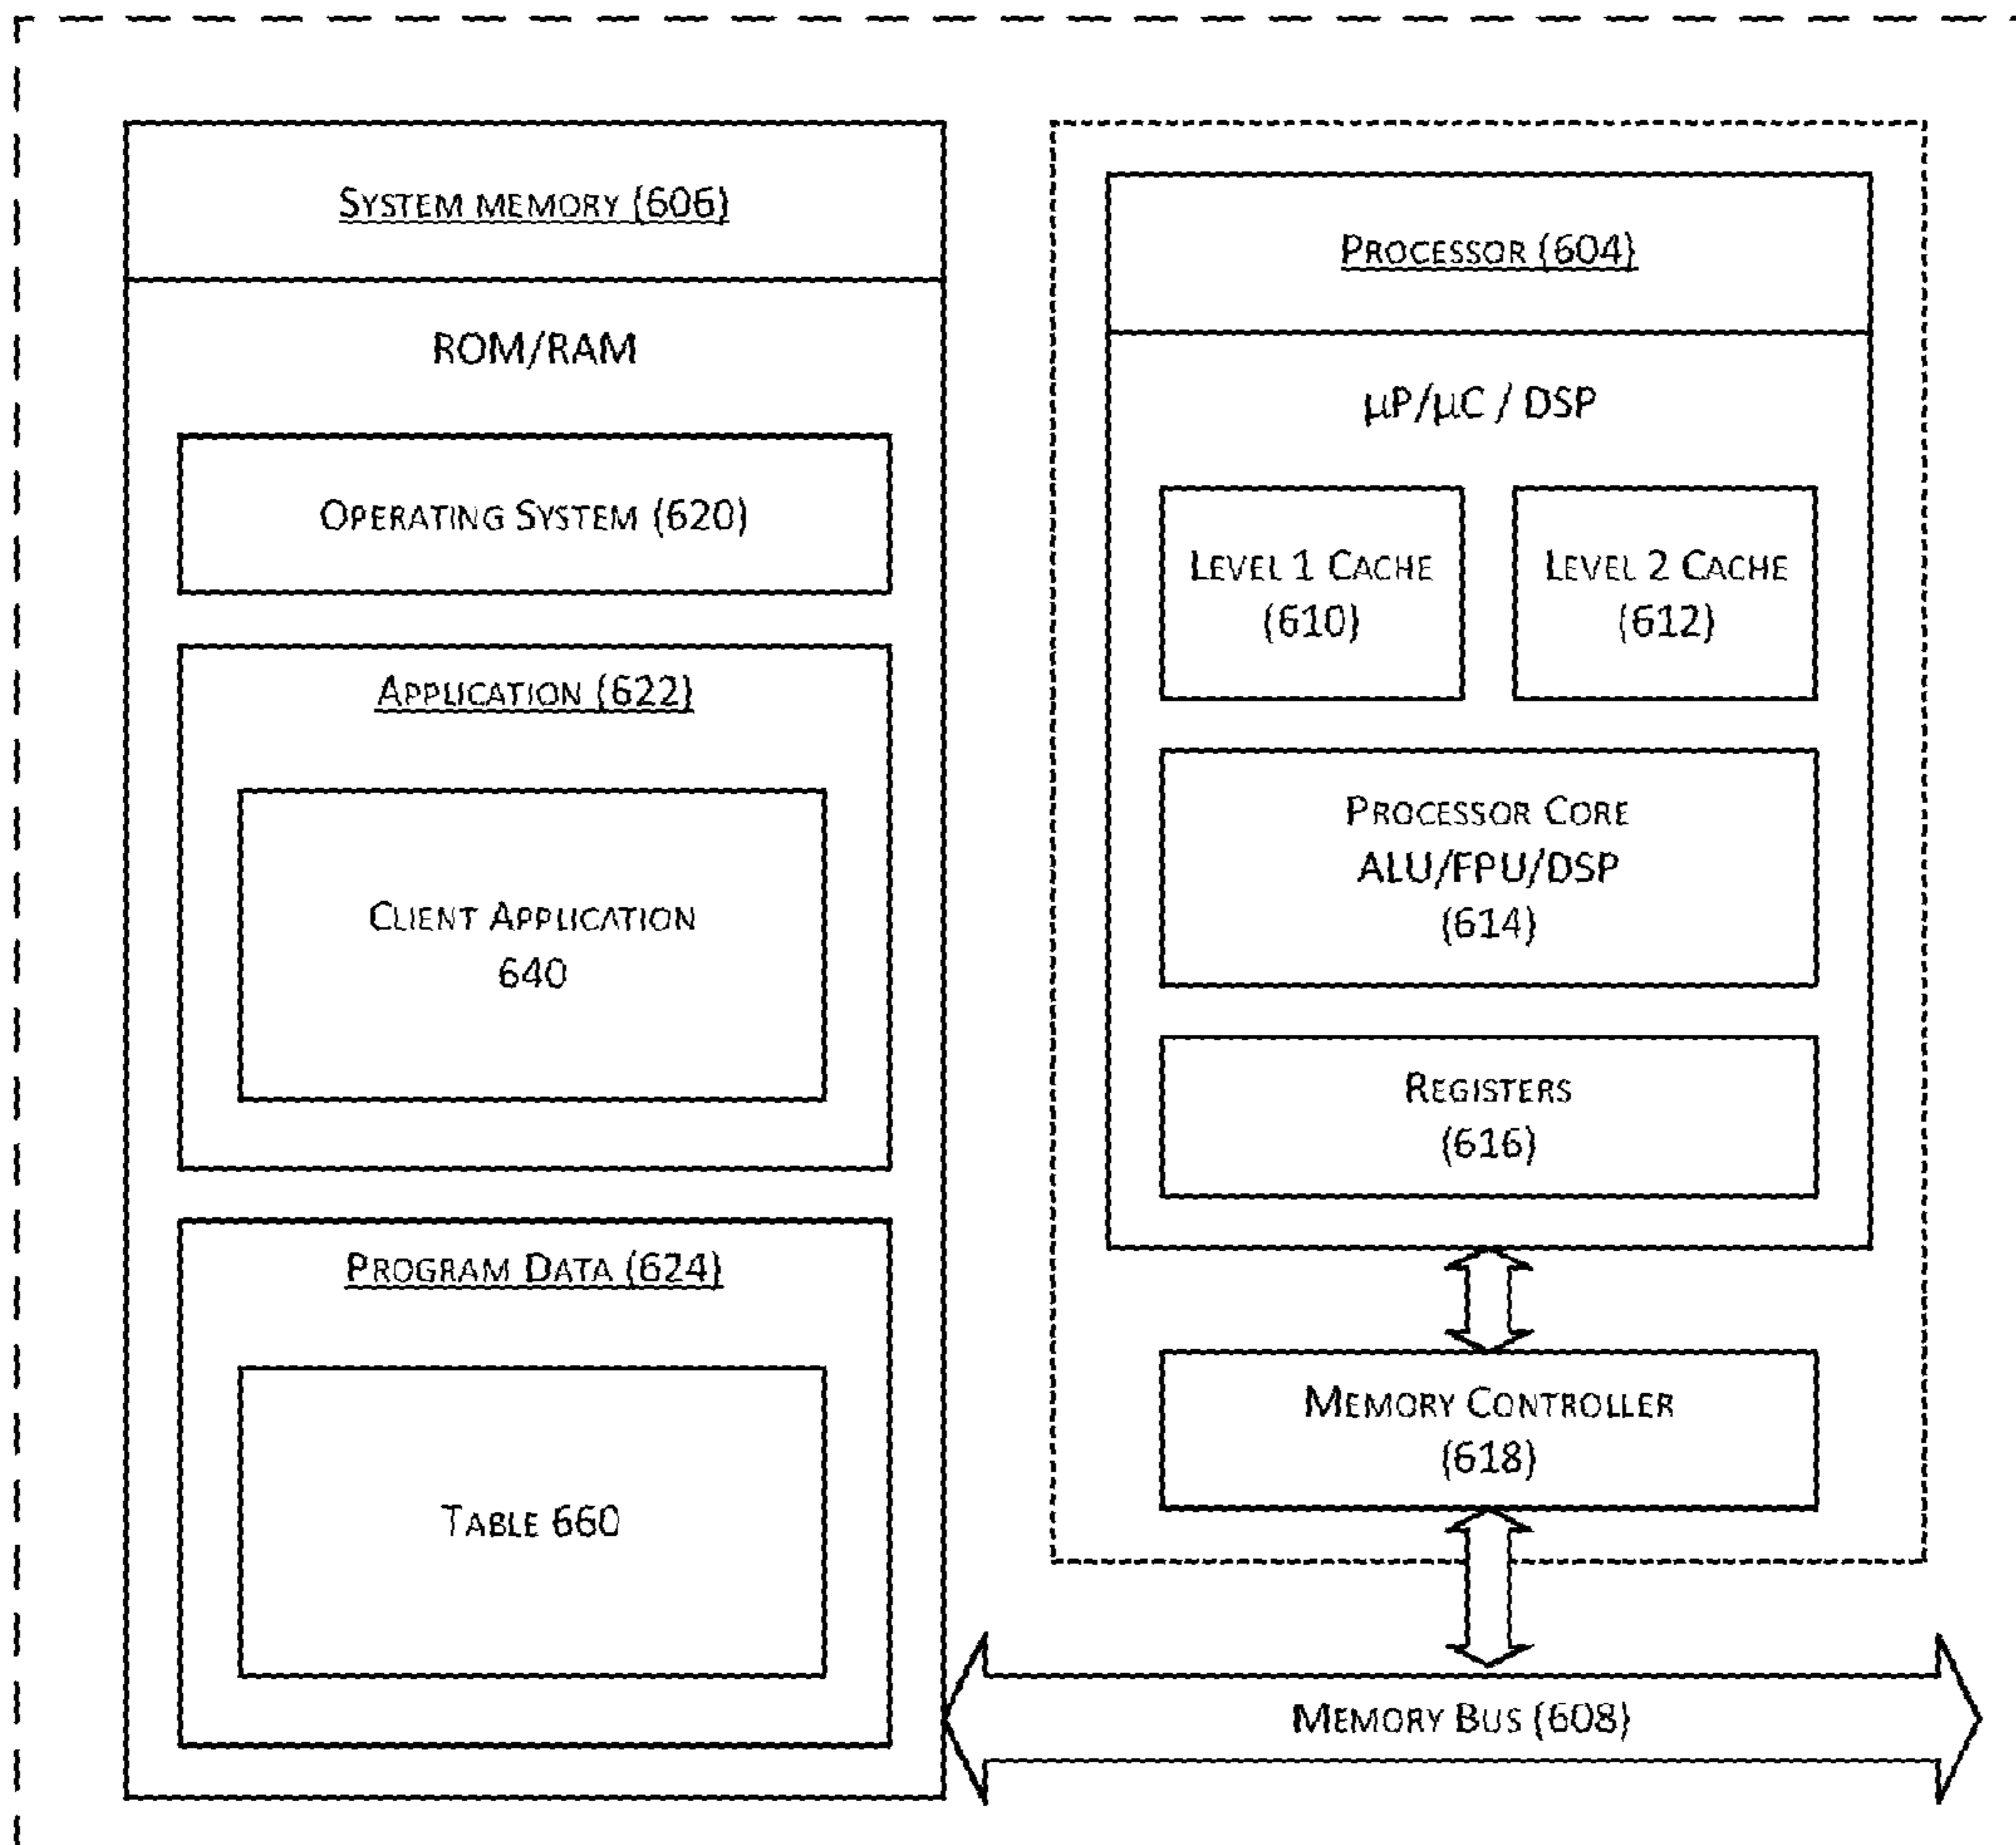 SYSTEM MEMORY (606)
ROM/RAM
OPERATING SYSTEM (620)
APPLICATION (622)
CLIENT APPLICATION
640
PROGRAM DATA (624)
TABLE 660
PROCESSOR (604)
µP/µC / DSP
LEVEL 1 CACHE
(610)
LEVEL 2 CACHE
(612)
PROCESSOR CORE
ALU/FPU/DSP
(614)
REGISTERS
(616)
MEMORY CONTROLLER
(618)
MEMORY BUS (608)